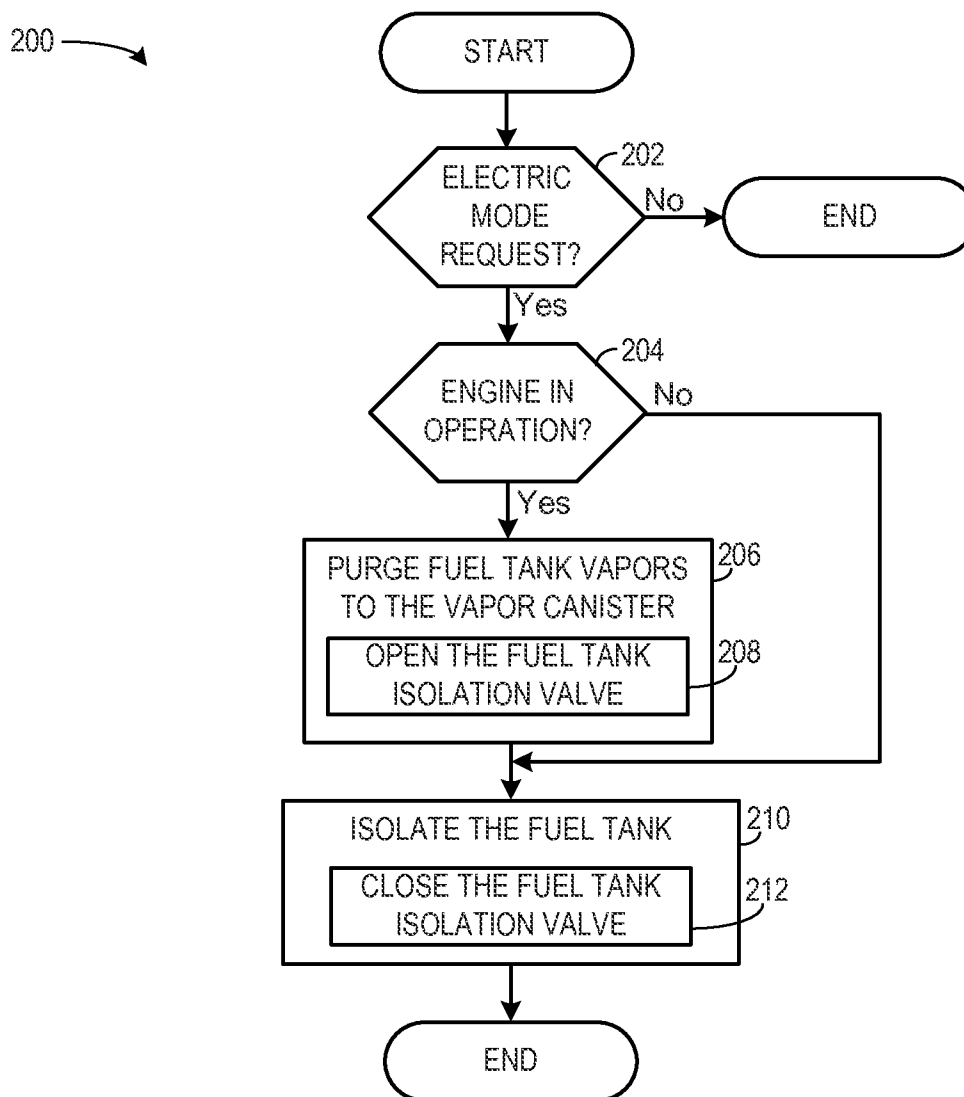 200
START
202
ELECTRIC
MODE
REQUEST?
No
END
Yes
204
ENGINE IN
OPERATION?
No
Yes
206
PURGE FUEL TANK VAPORS
TO THE VAPOR CANISTER
208
OPEN THE FUEL TANK
ISOLATION VALVE
210
ISOLATE THE FUEL TANK
212
CLOSE THE FUEL TANK
ISOLATION VALVE
END